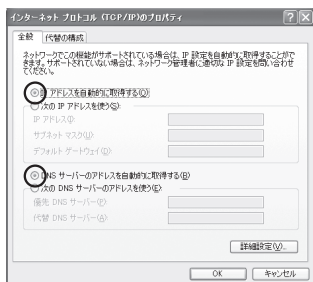 インターネット プロトコル (TCP/IP)のプロパティ
全般 代替の構成
ネットワークでこの機能がサポートされている場合は、IP 設定を自動的に取得することがで
きます。サポートされていない場合は、ネットワーク管理者に適切な IP 設定を問い合わせ
てください。
アドレスを自動的に取得する(O)
次の IP アドレスを使う(S):
IP アドレス(I):
サブネット マスク(U):
デフォルト ゲートウェイ(D):
DNS サーバーのアドレスを自動的に取得する(B)
次の DNS サーバーのアドレスを使う(E):
優先 DNS サーバー(P):
代替 DNS サーバー(A):
詳細設定(V)...
OK キャンセル